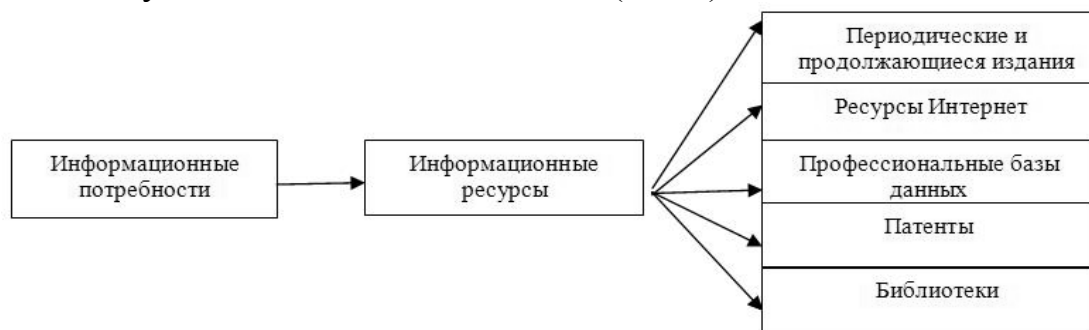 Периодические и
продолжающиеся издания
Ресурсы Интернет
Информационные
потребности
Информационные
ресурсы
Профессиональные базы
данных
Патенты
Библиотеки